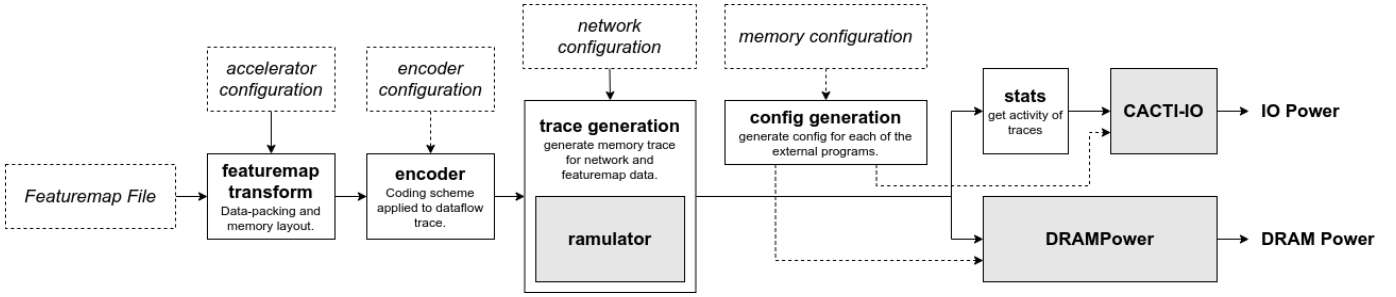 network
configuration
memory configuration
accelerator
configuration
encoder
configuration
stats
get activity of
traces
CACTI-IO
IO Power
trace generation
generate memory trace
for network and
featuremap data.
config generation
generate config for each of the
external programs.
Featuremap File
featuremap
transform
Data-packing and
memory layout.
encoder
Coding scheme
applied to dataflow
trace.
ramulator
DRAMPower
DRAM Power